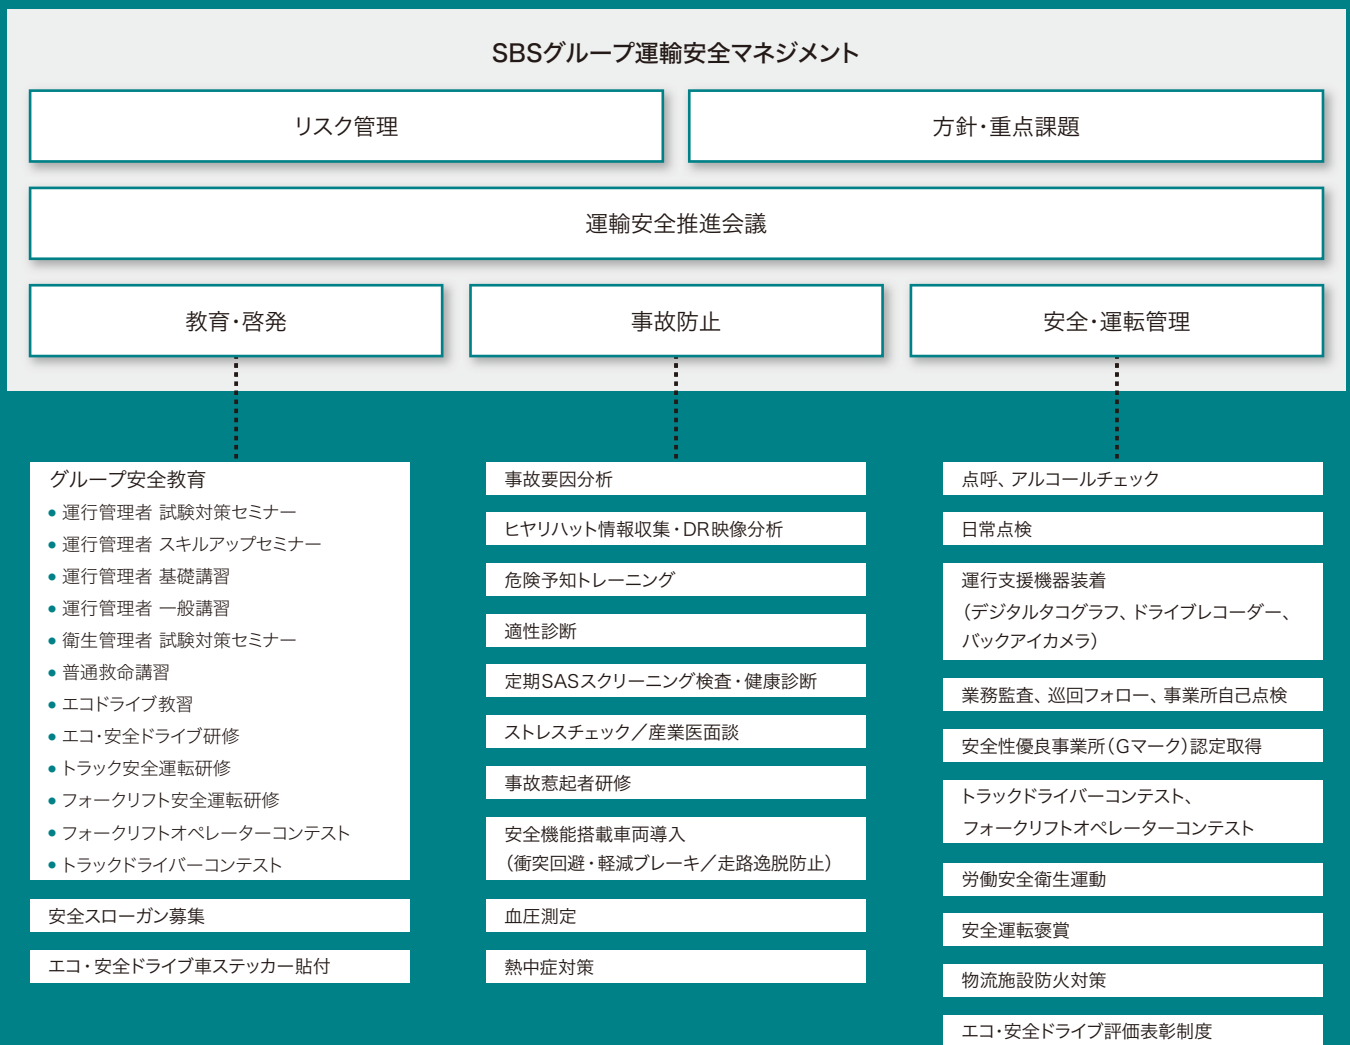 SBSグループ運輸安全マネジメント
リスク管理
方針・重点課題
運輸安全推進会議
教育・啓発
事故防止
安全・運転管理
グループ安全教育
● 運行管理者 試験対策セミナー
● 運行管理者 スキルアップセミナー
● 運行管理者 基礎講習
● 運行管理者 一般講習
● 衛生管理者 試験対策セミナー
● 普通救命講習
● エコドライブ教習
● エコ・安全ドライブ研修
● トラック安全運転研修
● フォークリフト安全運転研修
● フォークリフトオペレーターコンテスト
● トラックドライバーコンテスト
安全スローガン募集
エコ・安全ドライブ車ステッカー貼付
事故要因分析
ヒヤリハット情報収集・DR映像分析
危険予知トレーニング
適性診断
定期SASスクリーニング検査・健康診断
ストレスチェック／産業医面談
事故惹起者研修
安全機能搭載車両導入
（衝突回避・軽減ブレーキ／走路逸脱防止）
血圧測定
熱中症対策
点呼、アルコールチェック
日常点検
運行支援機器装着
（デジタルタコグラフ、ドライブレコーダー、
バックアイカメラ）
業務監査、巡回フォロー、事業所自己点検
安全性優良事業所（Gマーク）認定取得
トラックドライバーコンテスト、
フォークリフトオペレーターコンテスト
労働安全衛生運動
安全運転褒賞
物流施設防火対策
エコ・安全ドライブ評価表彰制度